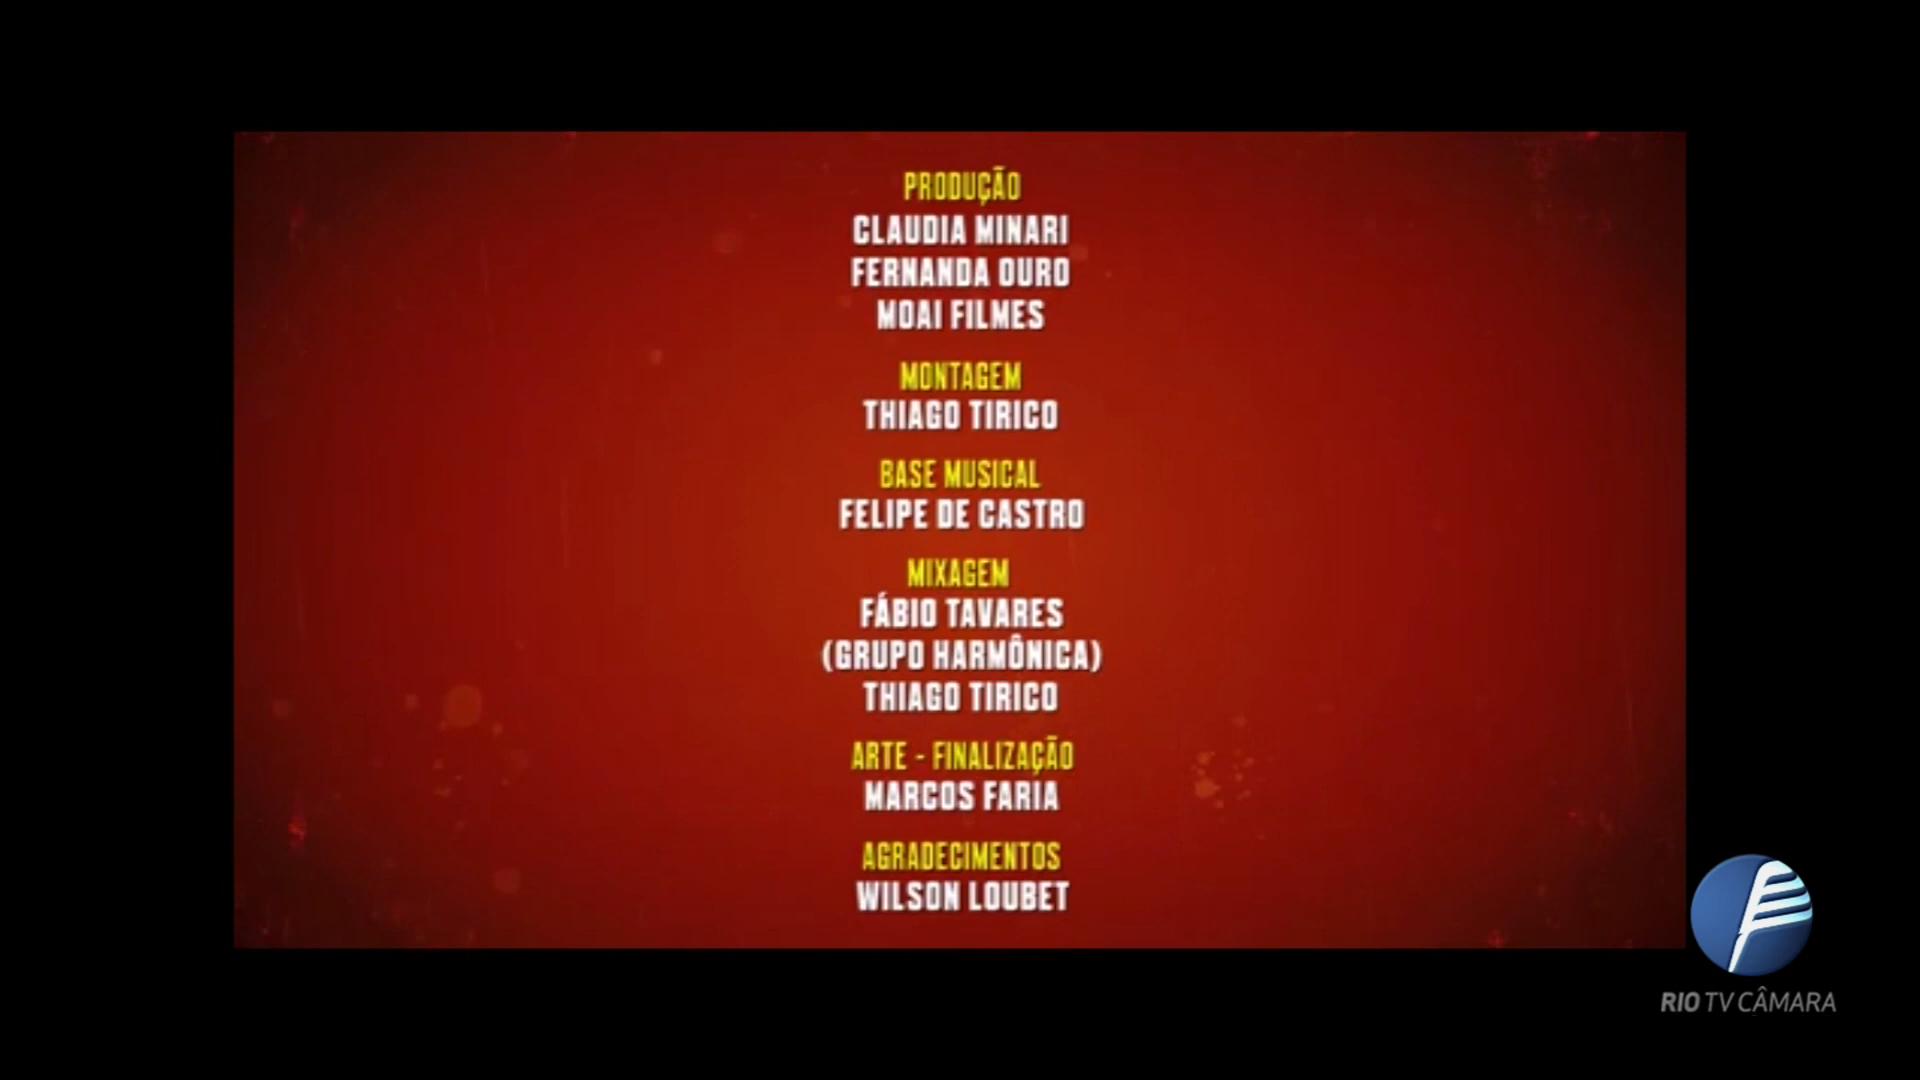 PRODUÇÃO
CLAUDIA MINARI
FERNANDA OURO
MOAI FILMES
MONTAGEM
THIAGO TIRICO
BASE MUSICAL
FELIPE DE CASTRO
MIXAGEM
FÁBIO TAVARES
(GRUPO HARMÔNICA)
THIAGO TIRICO
ARTE - FINALIZAÇÃO
MARCOS FARIA
AGRADECIMENTOS
WILSON LOUBET
RIO TV CÂMARA